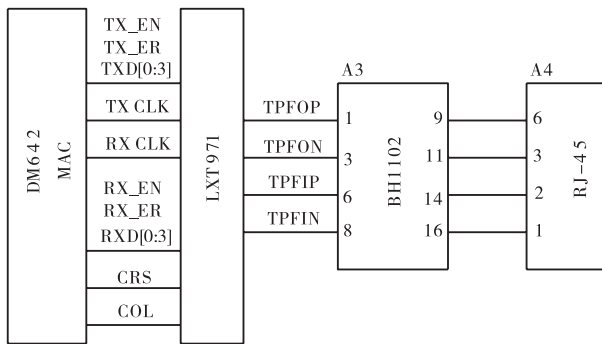 TX_EN
TX_ER
TXD[0:3]
TX CLK
RX CLK
RX_EN
RX_ER
RXD[0:3]
CRS
COL
DM642
MAC
LXT971
TPFOP
TPFON
TPFIP
TPFIN
A3
1 9
3 11
6 14
8 16
BH1102
A4
6
3
2
1
RJ-45